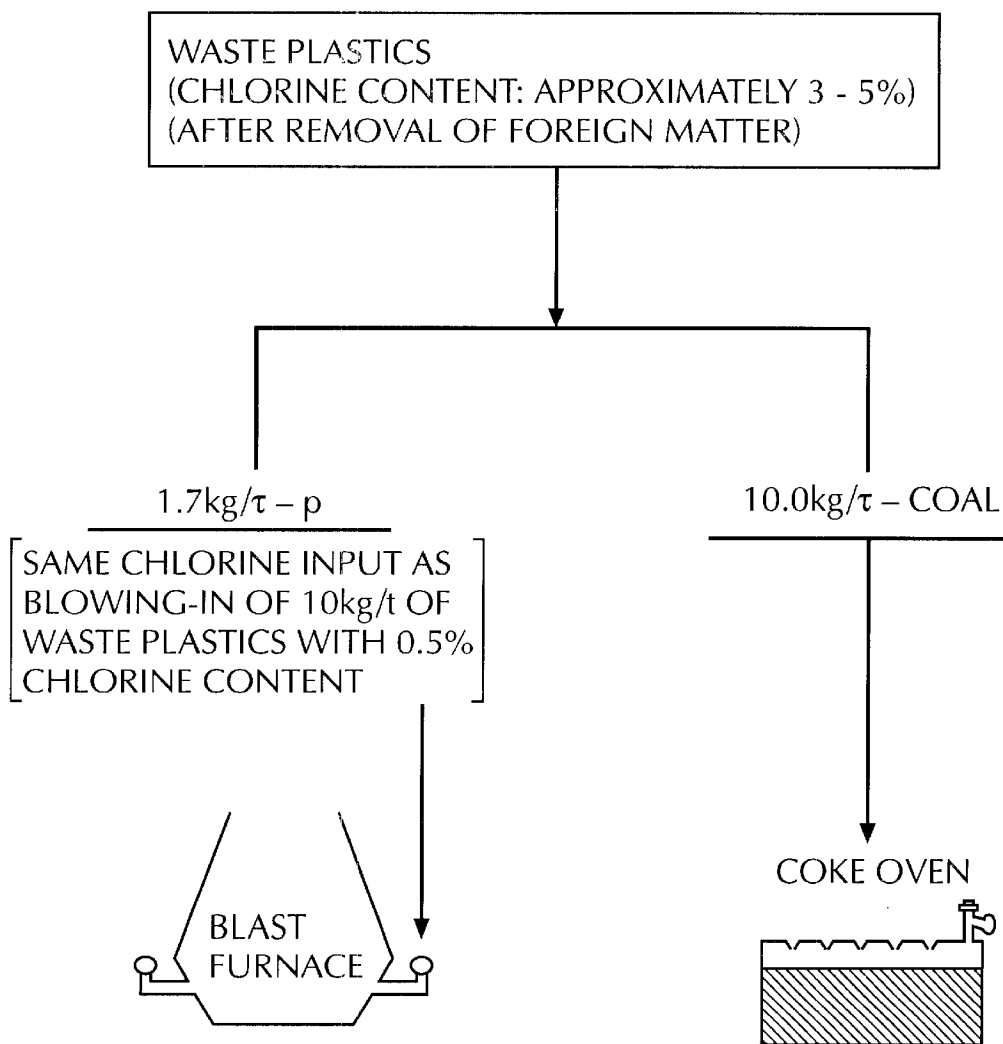 WASTE PLASTICS
(CHLORINE CONTENT: APPROXIMATELY 3 - 5%)
(AFTER REMOVAL OF FOREIGN MATTER)
1.7kg/τ – p
SAME CHLORINE INPUT AS
BLOWING-IN OF 10kg/t OF
WASTE PLASTICS WITH 0.5%
CHLORINE CONTENT
BLAST
FURNACE
10.0kg/τ – COAL
COKE OVEN